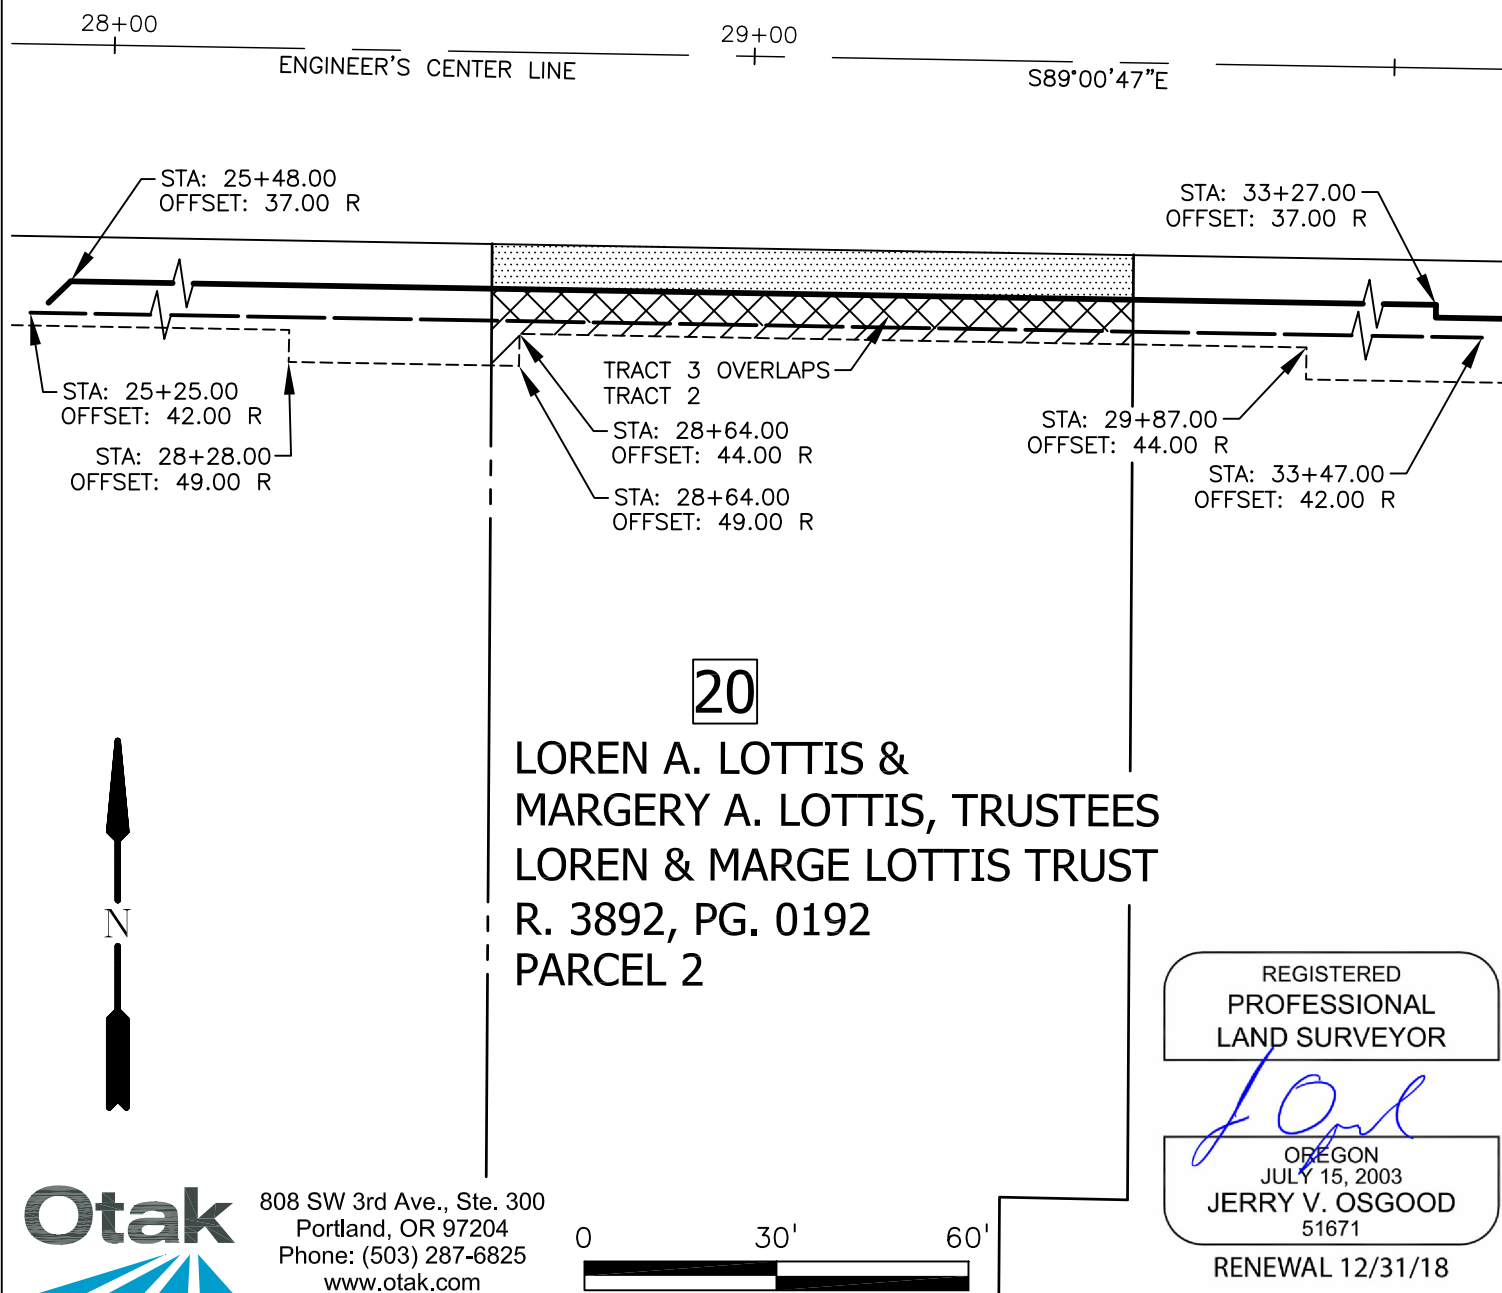 28+00
29+00
ENGINEER'S CENTER LINE
S89°00'47"E
STA: 25+48.00
OFFSET: 37.00 R
STA: 33+27.00
OFFSET: 37.00 R
TRACT 3 OVERLAPS
TRACT 2
STA: 25+25.00
OFFSET: 42.00 R
STA: 28+28.00
OFFSET: 49.00 R
STA: 28+64.00
OFFSET: 44.00 R
STA: 28+64.00
OFFSET: 49.00 R
STA: 29+87.00
OFFSET: 44.00 R
STA: 33+47.00
OFFSET: 42.00 R
20
LOREN A. LOTTIS &
MARGERY A. LOTTIS, TRUSTEES
LOREN & MARGE LOTTIS TRUST
R. 3892, PG. 0192
PARCEL 2
N
REGISTERED
PROFESSIONAL
LAND SURVEYOR
OREGON
JULY 15, 2003
JERRY V. OSGOOD
51671
RENEWAL 12/31/18
Otak
808 SW 3rd Ave., Ste. 300
Portland, OR 97204
Phone: (503) 287-6825
www.otak.com
0 30' 60'